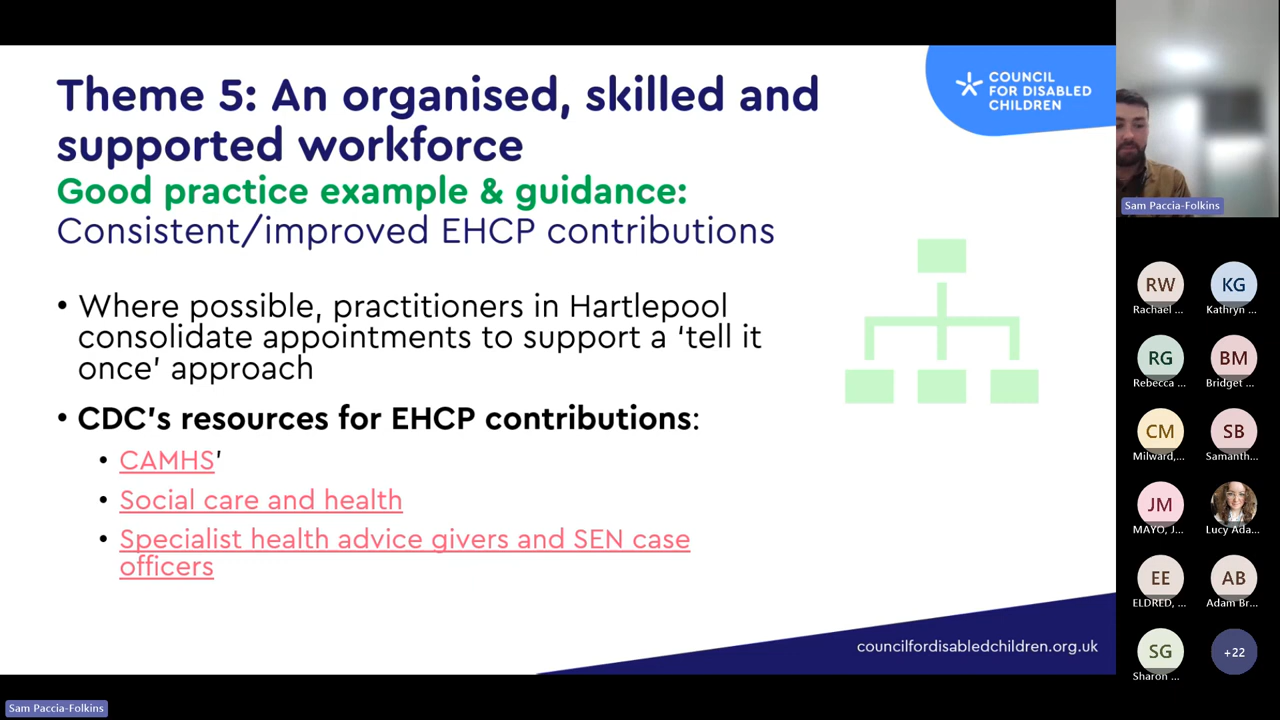 Theme 5: An organised, skilled and
supported workforce
Good practice example & guidance:
Consistent/improved EHCP contributions
COUNCIL
FOR DISABLED
CHILDREN
• Where possible, practitioners in Hartlepool
consolidate appointments to support a ‘tell it
once’ approach
• CDC’s resources for EHCP contributions:
• CAMHS’
• Social care and health
• Specialist health advice givers and SEN case
officers
councilfordisabledchildren.org.uk
Sam Paccia-Folkins
RW
Rachael ...
KG
Kathryn ...
RG
Rebecca ...
BM
Bridget ...
CM
Milward,...
SB
Samanth...
JM
MAYO, J...
Lucy Ada...
EE
ELDRED, ...
AB
Adam Br...
SG
Sharon ...
+22
Sam Paccia-Folkins